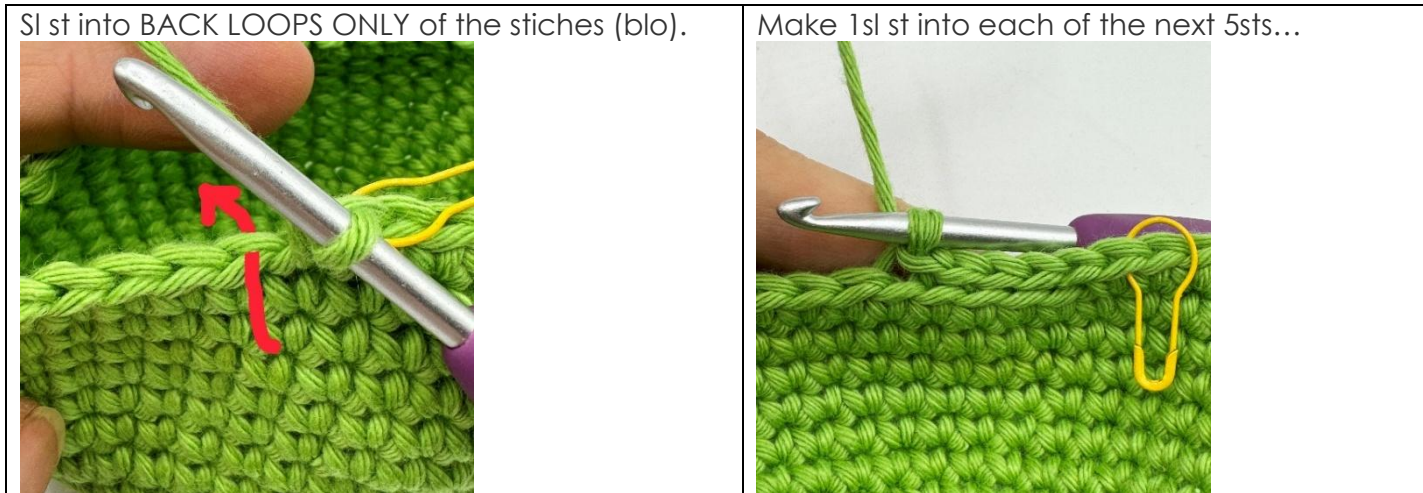 Sl st into BACK LOOPS ONLY of the stiches (blo).
Make 1sl st into each of the next 5sts…